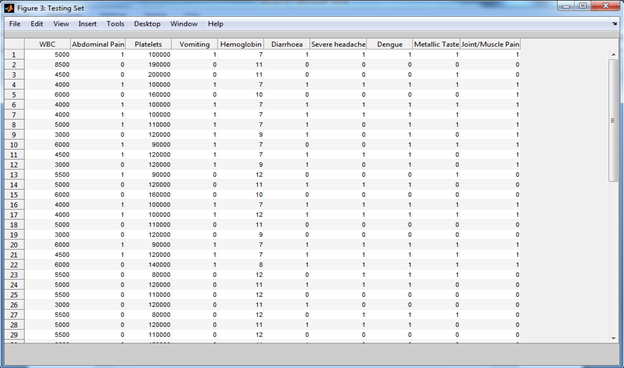 Figure 3: Testing Set
File Edit View Insert Tools Desktop Window Help
WBC Abdominal Pain Platelets Vomiting Hemoglobin Diarrhoea Severe headache Dengue Metallic Taste Joint/Muscle Pain
1 5000 1 100000 1 7 1 1 1 1 1
2 8500 0 190000 0 11 0 0 0 0 0
3 4500 0 200000 0 11 0 0 0 1 0
4 4000 1 100000 1 7 1 1 1 1 1
5 6000 0 160000 0 10 0 0 0 0 1
6 4000 1 100000 1 7 1 1 1 1 1
7 4000 1 100000 1 7 1 1 1 1 1
8 5000 1 110000 1 7 1 0 1 1 1
9 3000 0 120000 1 9 1 0 1 0 1
10 6000 1 90000 1 7 0 0 1 1 1
11 4500 1 120000 1 7 1 1 1 1 1
12 3000 1 120000 1 9 1 0 1 0 1
13 5500 1 90000 0 12 0 0 0 1 0
14 5000 0 120000 0 11 1 1 1 0 0
15 6000 0 160000 0 10 0 0 0 0 1
16 4000 1 100000 1 7 1 1 1 1 1
17 4000 1 100000 1 12 1 1 1 1 1
18 5000 0 110000 0 11 0 0 0 0 0
19 3000 0 120000 0 9 0 0 0 0 0
20 6000 1 90000 1 7 1 1 1 1 1
21 4500 1 120000 1 7 1 1 1 1 1
22 6000 1 140000 1 8 1 1 1 1 1
23 5500 0 80000 0 12 0 1 1 1 0
24 5000 0 120000 0 11 1 1 1 0 0
25 5500 0 110000 0 12 0 0 0 0 0
26 3000 0 120000 0 11 1 0 0 0 0
27 5500 0 80000 0 12 0 1 1 1 0
28 5000 0 120000 0 11 1 1 1 0 0
29 5500 0 110000 0 12 0 0 0 0 0